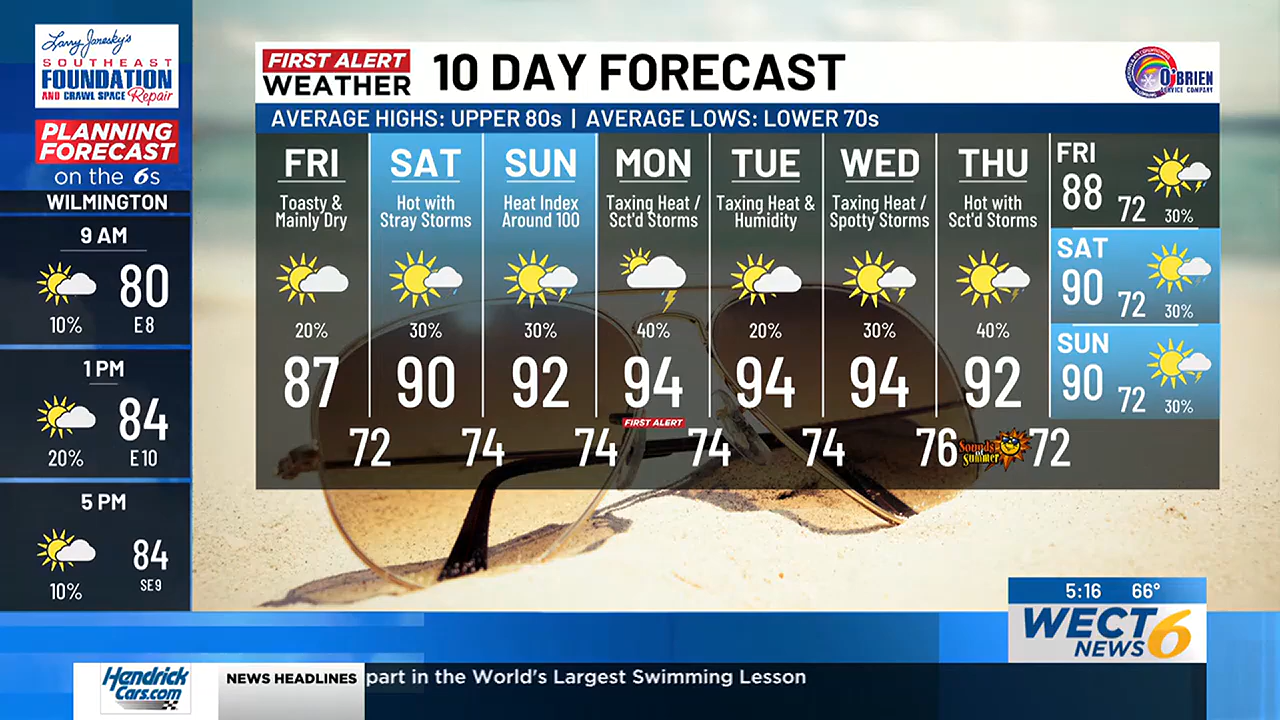 Larry Janesky's
SOUTHEAST
FOUNDATION
AND CRAWL SPACE Repair
PLANNING
FORECAST
on the 6s
WILMINGTON
9 AM
80
10%
E8
1 PM
84
20%
E10
5 PM
84
10%
SE9
FIRST ALERT
WEATHER
10 DAY FORECAST
O'BRIEN
SERVICE COMPANY
AVERAGE HIGHS: UPPER 80s | AVERAGE LOWS: LOWER 70s
FRI
Toasty &
Mainly Dry
20%
87
72
SAT
Hot with
Stray Storms
30%
90
74
SUN
Heat Index
Around 100
30%
92
74
MON
Taxing Heat /
Sct'd Storms
40%
94
FIRST ALERT
74
TUE
Taxing Heat &
Humidity
20%
94
74
WED
Taxing Heat /
Spotty Storms
30%
94
76
THU
Hot with
Sct'd Storms
40%
92
Sounds
of
Summer
72
FRI
88
72
30%
SAT
90
72
30%
SUN
90
72
30%
5:16 66°
WECT 6
NEWS
Hendrick
Cars.com
NEWS HEADLINES
part in the World's Largest Swimming Lesson